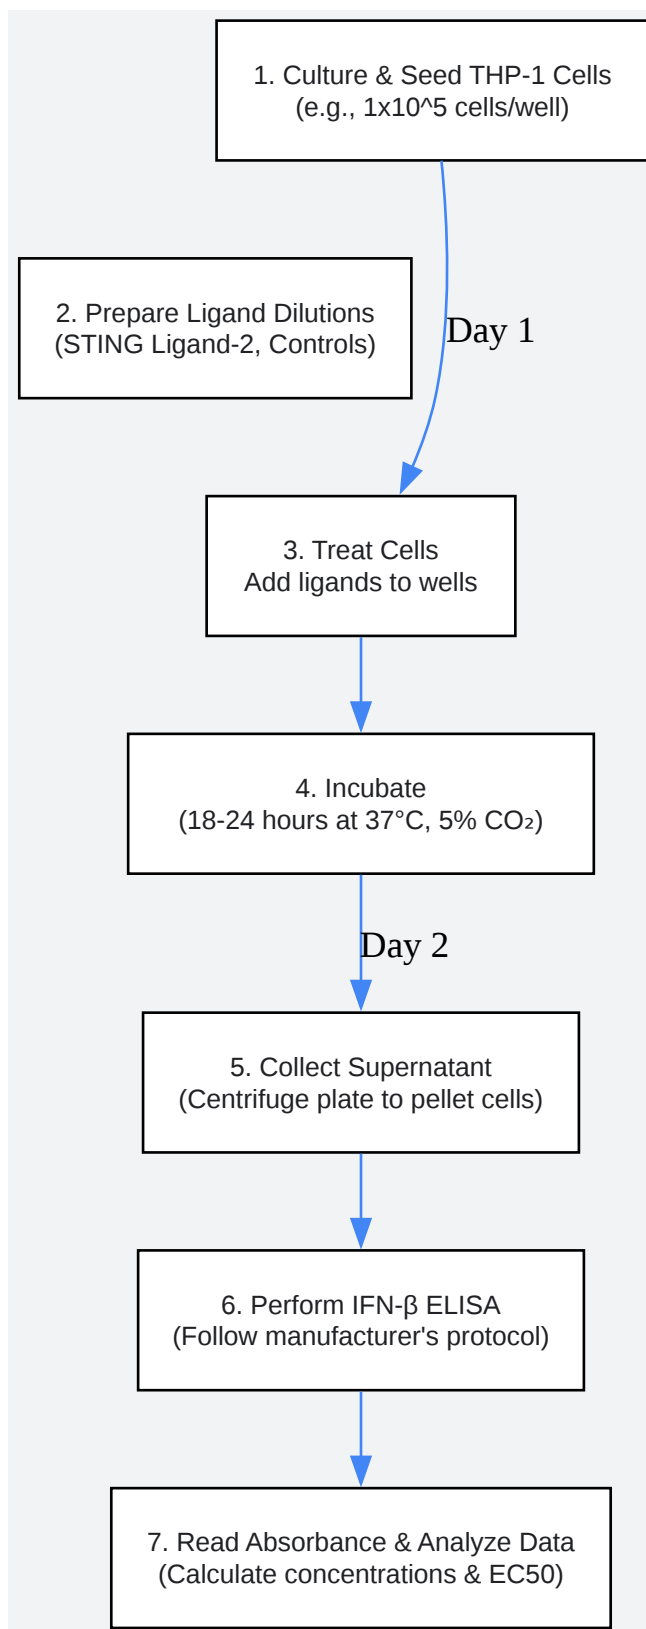 1. Culture & Seed THP-1 Cells
(e.g., 1x10^5 cells/well)
2. Prepare Ligand Dilutions
(STING Ligand-2, Controls)
Day 1
3. Treat Cells
Add ligands to wells
4. Incubate
(18-24 hours at 37°C, 5% CO₂)
Day 2
5. Collect Supernatant
(Centrifuge plate to pellet cells)
6. Perform IFN-β ELISA
(Follow manufacturer's protocol)
7. Read Absorbance & Analyze Data
(Calculate concentrations & EC50)